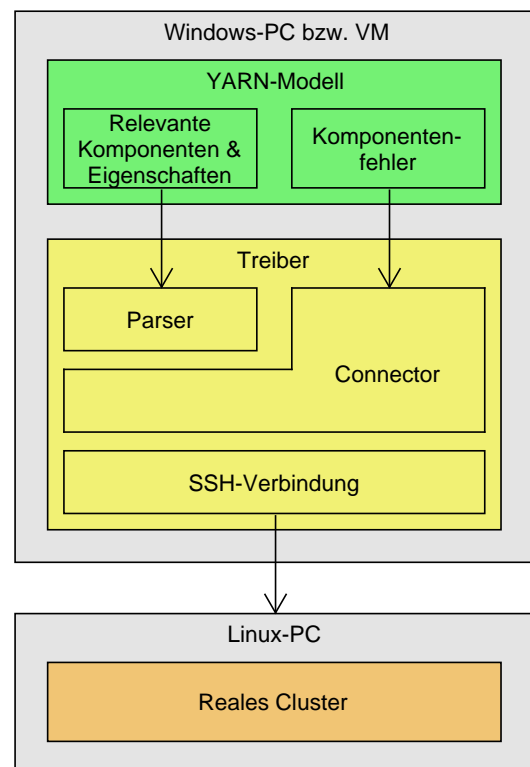 Windows-PC bzw. VM
YARN-Modell
Relevante
Komponenten &
Eigenschaften
Komponenten-
fehler
Treiber
Parser
Connector
SSH-Verbindung
Linux-PC
Reales Cluster